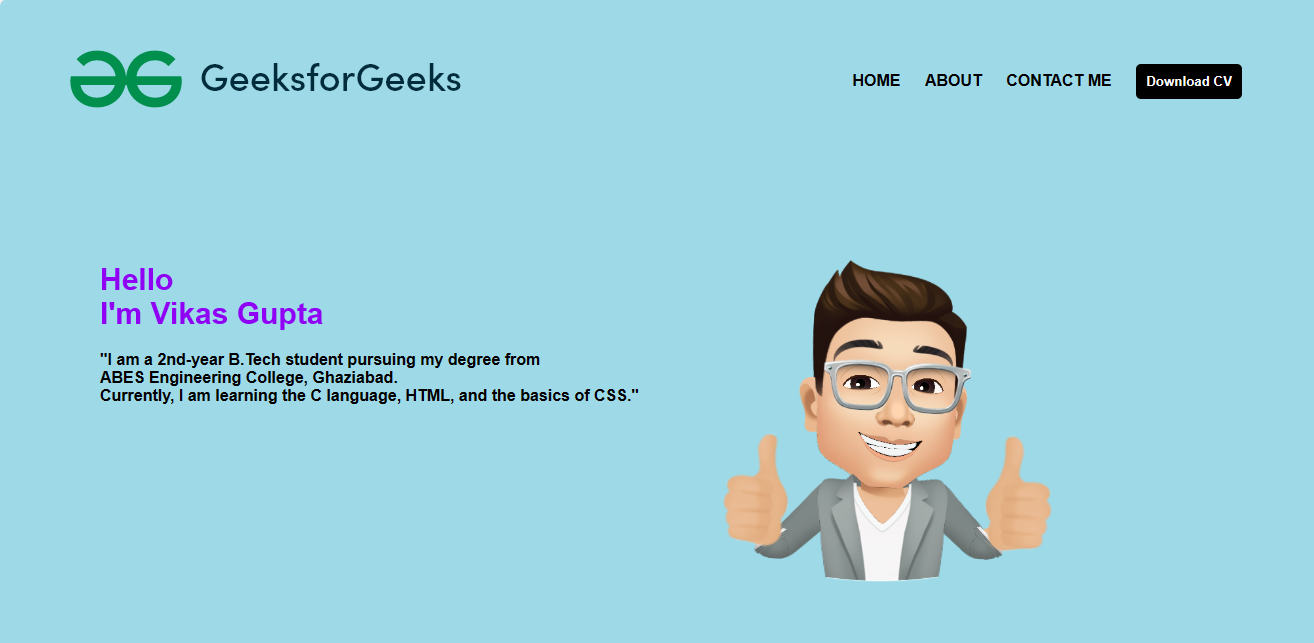 GeeksforGeeks
HOME ABOUT CONTACT ME Download CV
Hello
I'm Vikas Gupta
"I am a 2nd-year B.Tech student pursuing my degree from
ABES Engineering College, Ghaziabad.
Currently, I am learning the C language, HTML, and the basics of CSS."